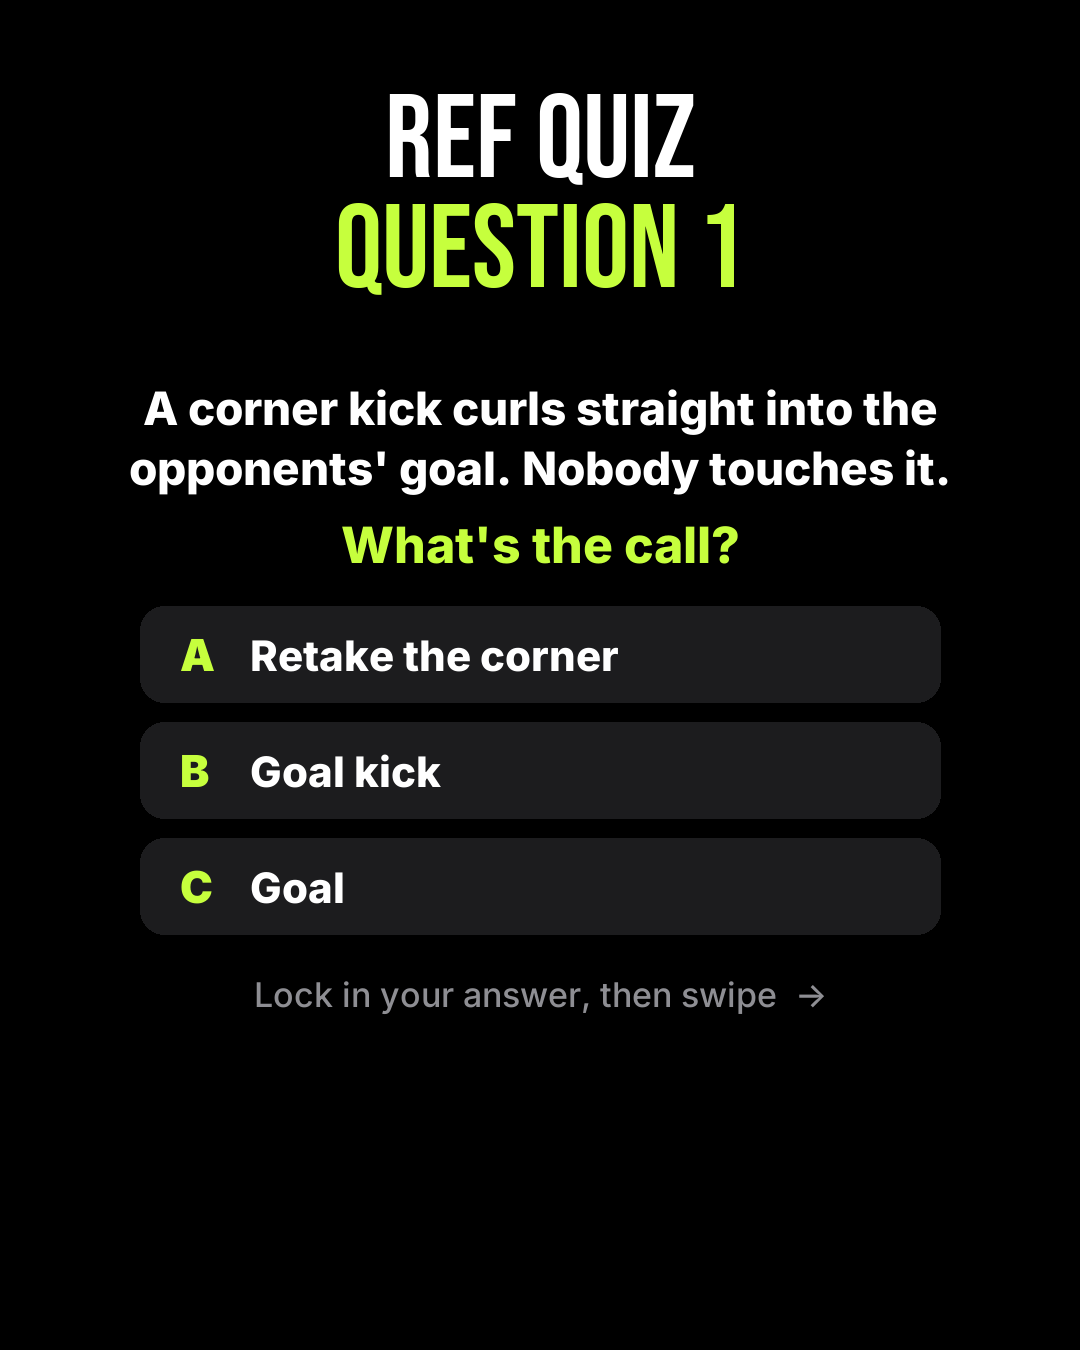 REF QUIZ
QUESTION 1
A corner kick curls straight into the
opponents' goal. Nobody touches it.
What's the call?
A Retake the corner
B Goal kick
C Goal
Lock in your answer, then swipe →